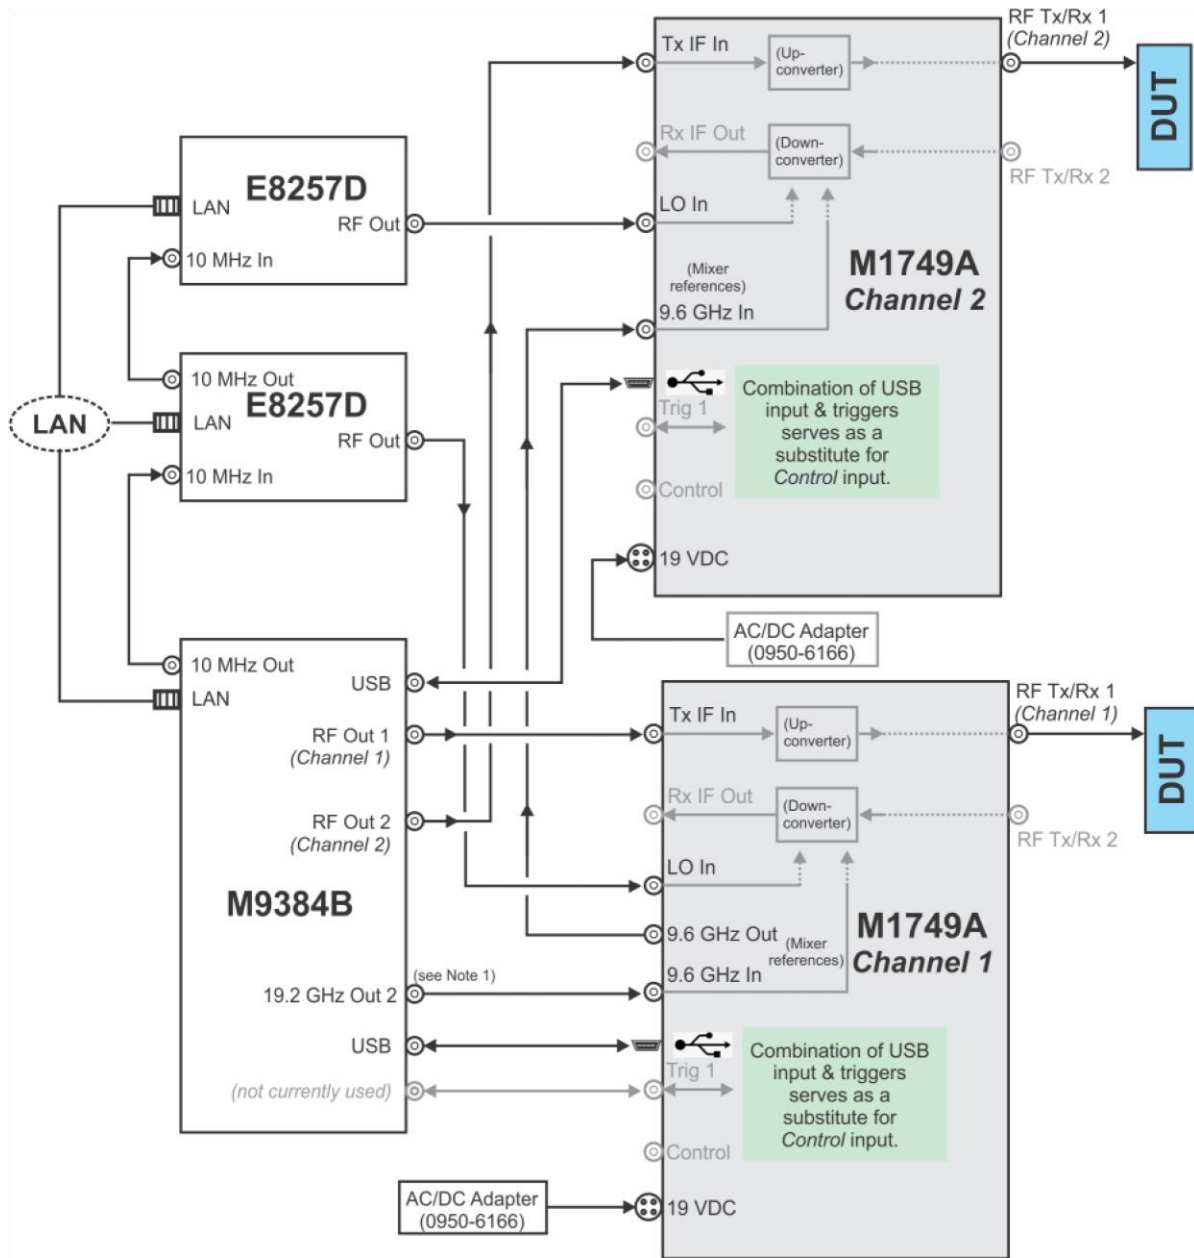 LAN
E8257D
LAN
RF Out
10 MHz In
10 MHz Out
E8257D
LAN
RF Out
10 MHz In
10 MHz Out
LAN
USB
RF Out 1
(Channel 1)
RF Out 2
(Channel 2)
M9384B
(see Note 1)
19.2 GHz Out 2
USB
(not currently used)
Tx IF In
(Up-
converter)
RF Tx/Rx 1
(Channel 2)
DUT
Rx IF Out
(Down-
converter)
RF Tx/Rx 2
LO In
M1749A
Channel 2
(Mixer
references)
9.6 GHz In
Trig 1
Combination of USB
input & triggers
serves as a
substitute for
Control input.
Control
19 VDC
AC/DC Adapter
(0950-6166)
Tx IF In
(Up-
converter)
RF Tx/Rx 1
(Channel 1)
DUT
Rx IF Out
(Down-
converter)
RF Tx/Rx 2
LO In
M1749A
Channel 1
9.6 GHz Out
(Mixer
references)
9.6 GHz In
Trig 1
Combination of USB
input & triggers
serves as a
substitute for
Control input.
Control
AC/DC Adapter
(0950-6166)
19 VDC